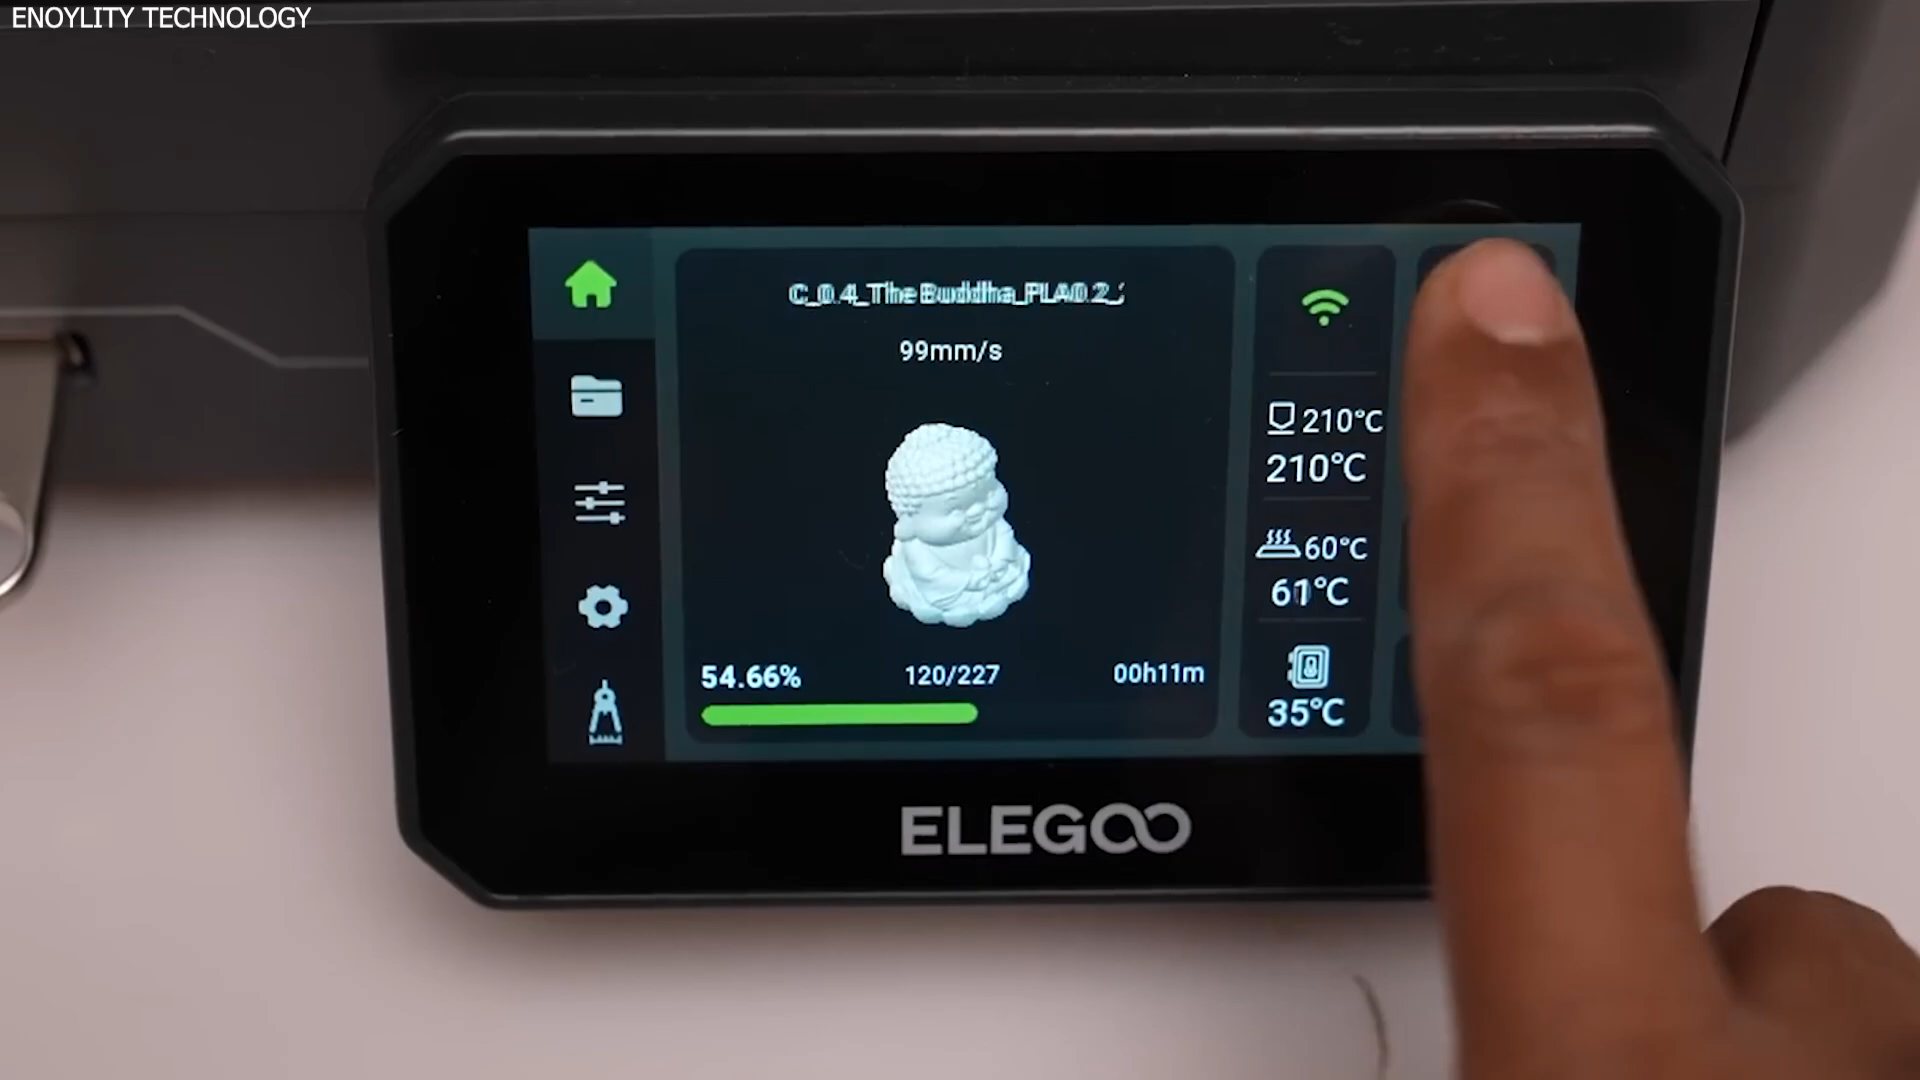 ENOYLITY TECHNOLOGY
C_0.4_The Buddha_PLA0.2_
99mm/s
210°C
210°C
60°C
61°C
35°C
54.66% 120/227 00h11m
ELEGOO